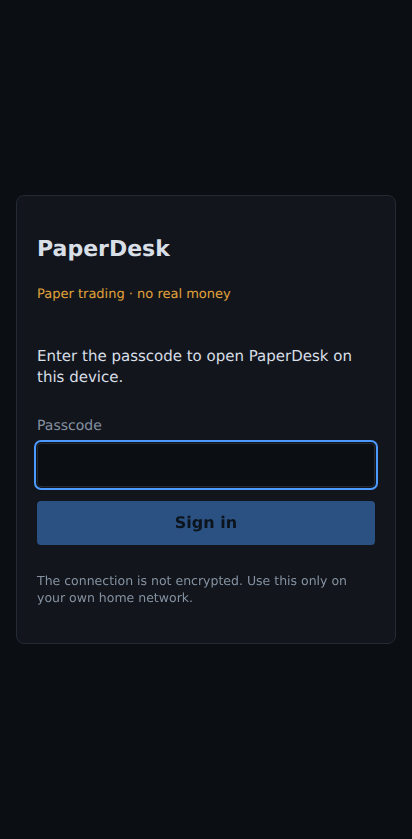 PaperDesk
Paper trading · no real money
Enter the passcode to open PaperDesk on
this device.
Passcode
Sign in
The connection is not encrypted. Use this only on
your own home network.